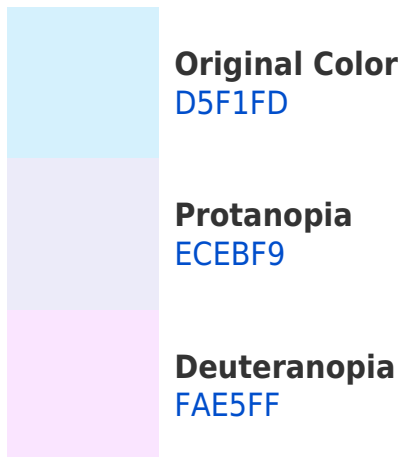 Original Color
D5F1FD
Protanopia
ECEBF9
Deuteranopia
FAE5FF